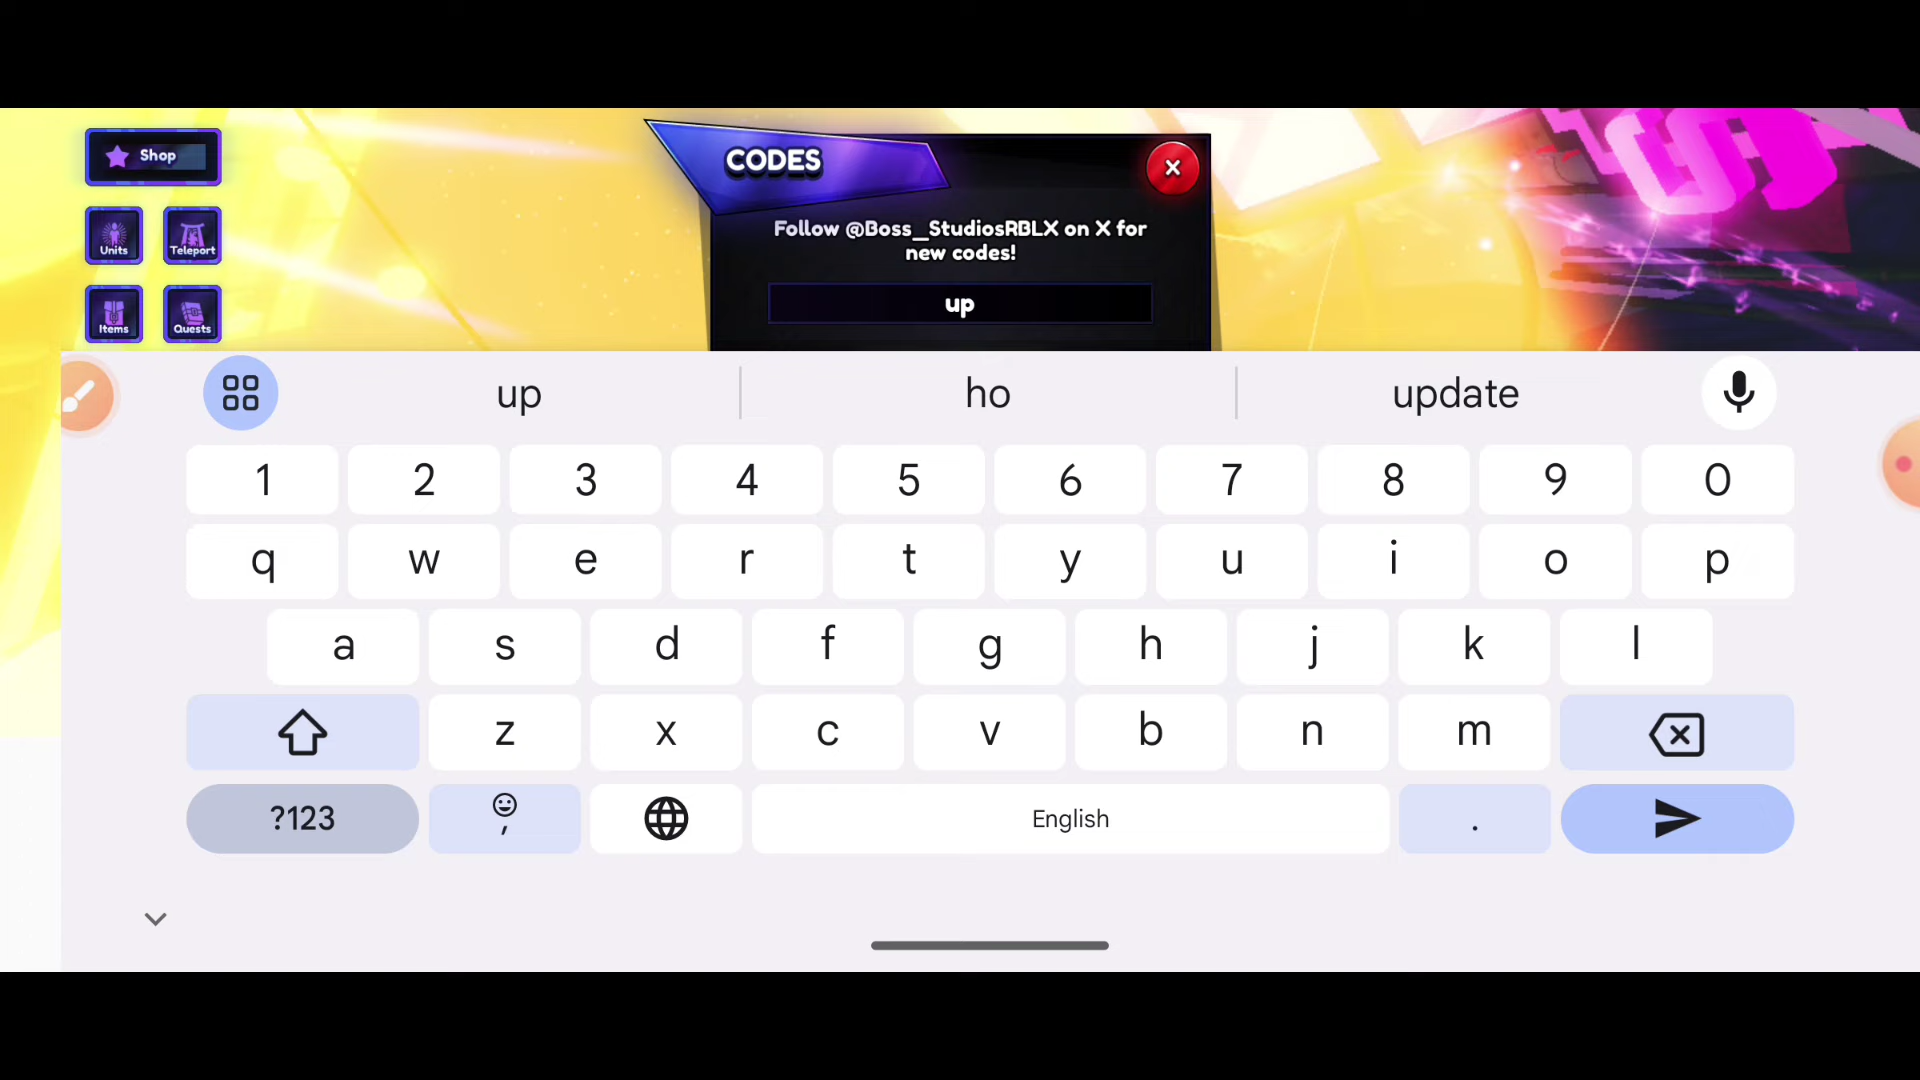 Shop
CODES
Units
Teleport
Items
Quests
Follow @Boss_StudiosRBLX on X for
new codes!
up
up
ho
update
1 2 3 4 5 6 7 8 9 0
q w e r t y u i o p
a s d f g h j k l
z x c v b n m
?123
,
English
.